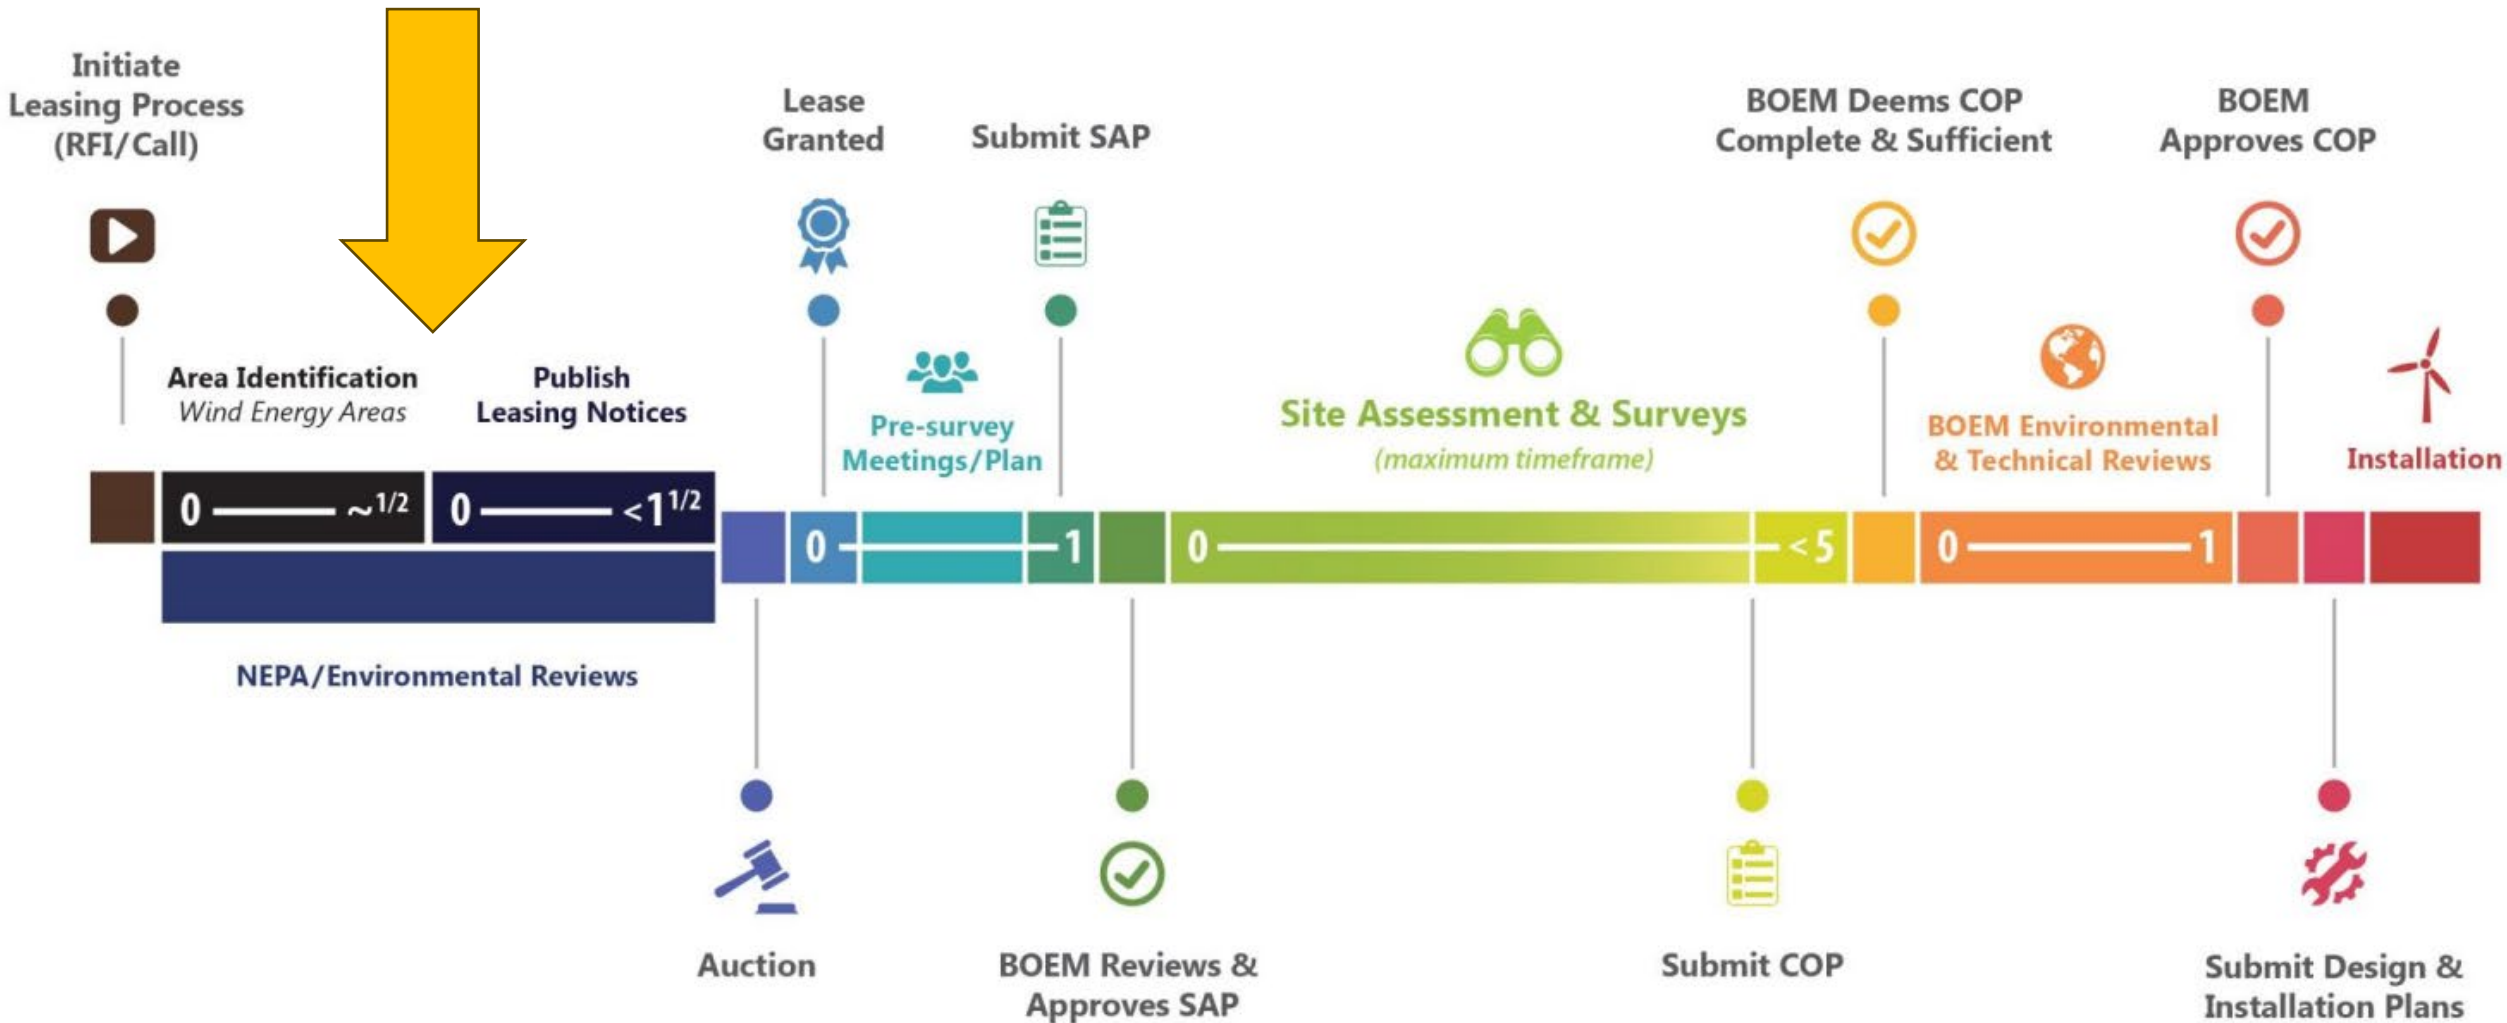 Initiate
Leasing Process
(RFI/Call)
Lease
Granted
Submit SAP
BOEM Deems COP
Complete & Sufficient
BOEM
Approves COP
Area Identification
Wind Energy Areas
Publish
Leasing Notices
Pre-survey
Meetings/Plan
Site Assessment & Surveys
(maximum timeframe)
BOEM Environmental
& Technical Reviews
Installation
0 ~1/2
0 <1 1/2
0 1
0 <5
0 1
NEPA/Environmental Reviews
Auction
BOEM Reviews &
Approves SAP
Submit COP
Submit Design &
Installation Plans